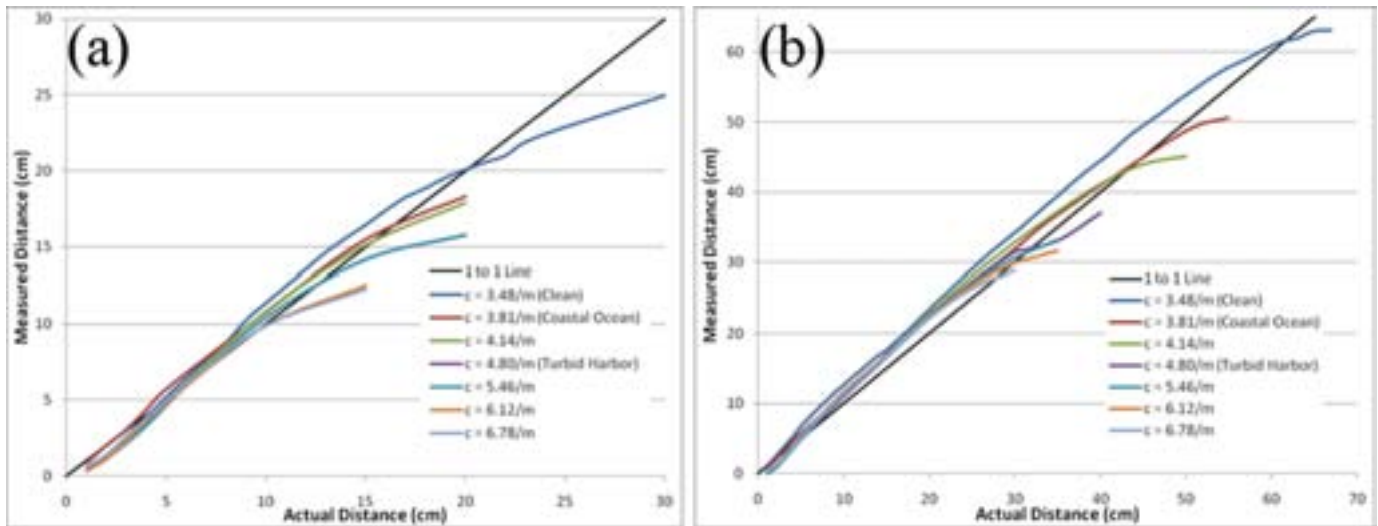 (a)
30
25
20
15
10
5
0
0 5 10 15 20 25 30
Measured Distance (cm)
Actual Distance (cm)
1 to 1 Line
c = 3.48/m (Clean)
c = 3.81/m (Coastal Ocean)
c = 4.14/m
c = 4.80/m (Turbid Harbor)
c = 5.46/m
c = 6.12/m
c = 6.78/m
(b)
60
50
40
30
20
10
0
0 10 20 30 40 50 60 70
Measured Distance (cm)
Actual Distance (cm)
1 to 1 Line
c = 3.48/m (Clean)
c = 3.81/m (Coastal Ocean)
c = 4.14/m
c = 4.80/m (Turbid Harbor)
c = 5.46/m
c = 6.12/m
c = 6.78/m